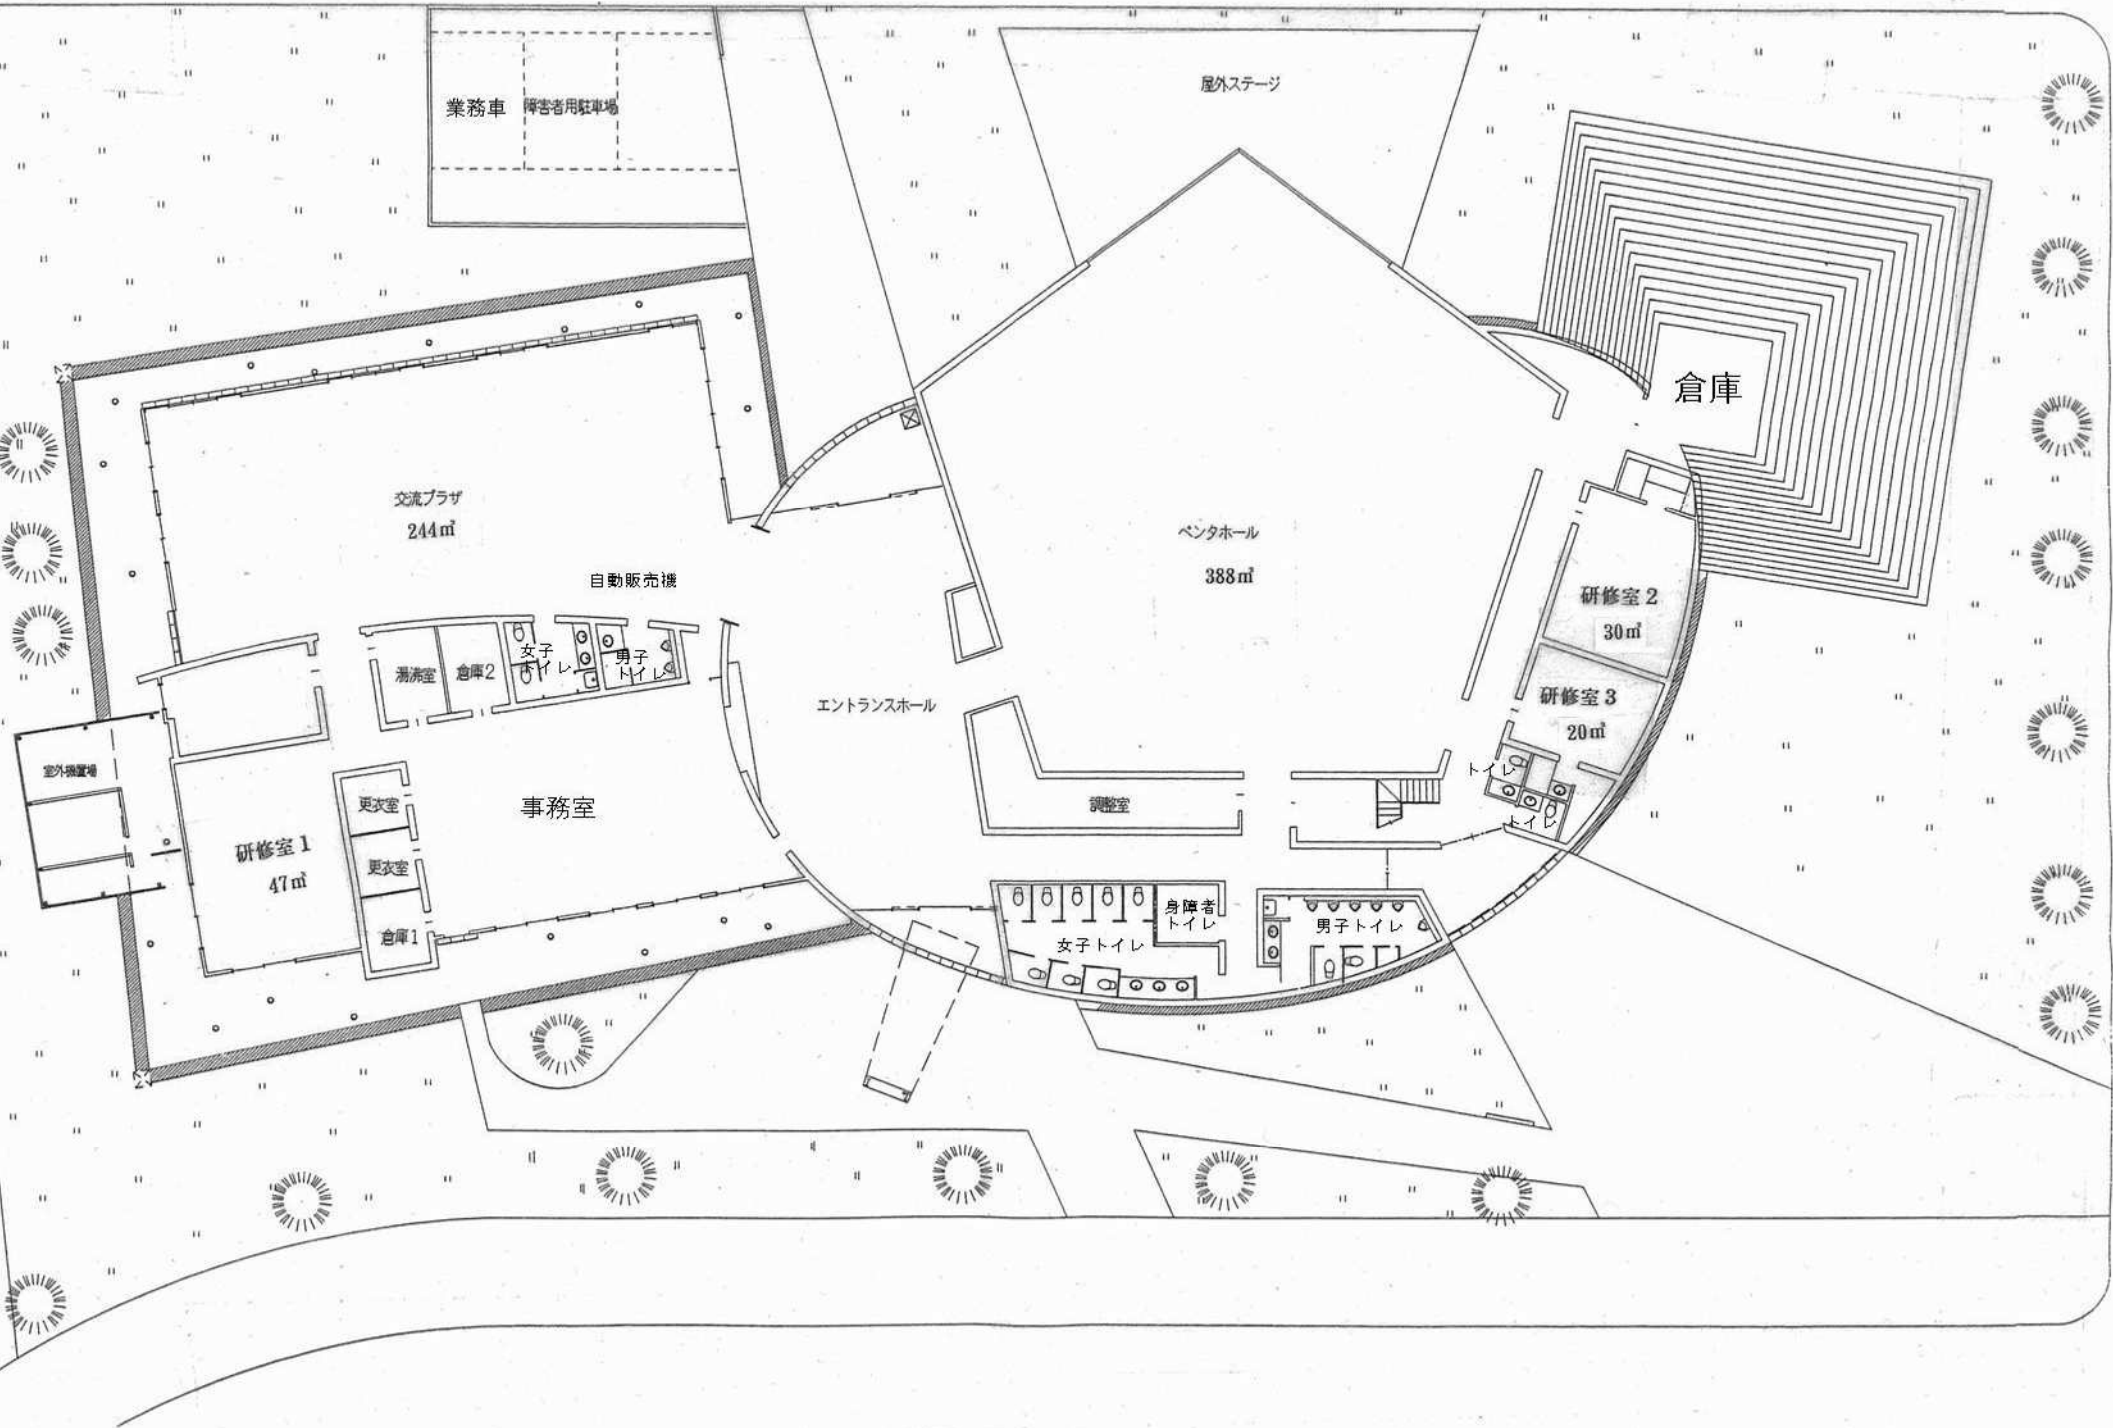 屋外ステージ
業務車
障害者用駐車場
倉庫
交流プラザ
244㎡
ペンタホール
388㎡
自動販売機
研修室2
30㎡
女子
トイレ
男子
トイレ
湯沸室
倉庫2
エントランスホール
研修室3
20㎡
室外機置場
トイレ
更衣室
事務室
調整室
トイレ
研修室1
47㎡
更衣室
身障者
トイレ
男子トイレ
倉庫1
女子トイレ